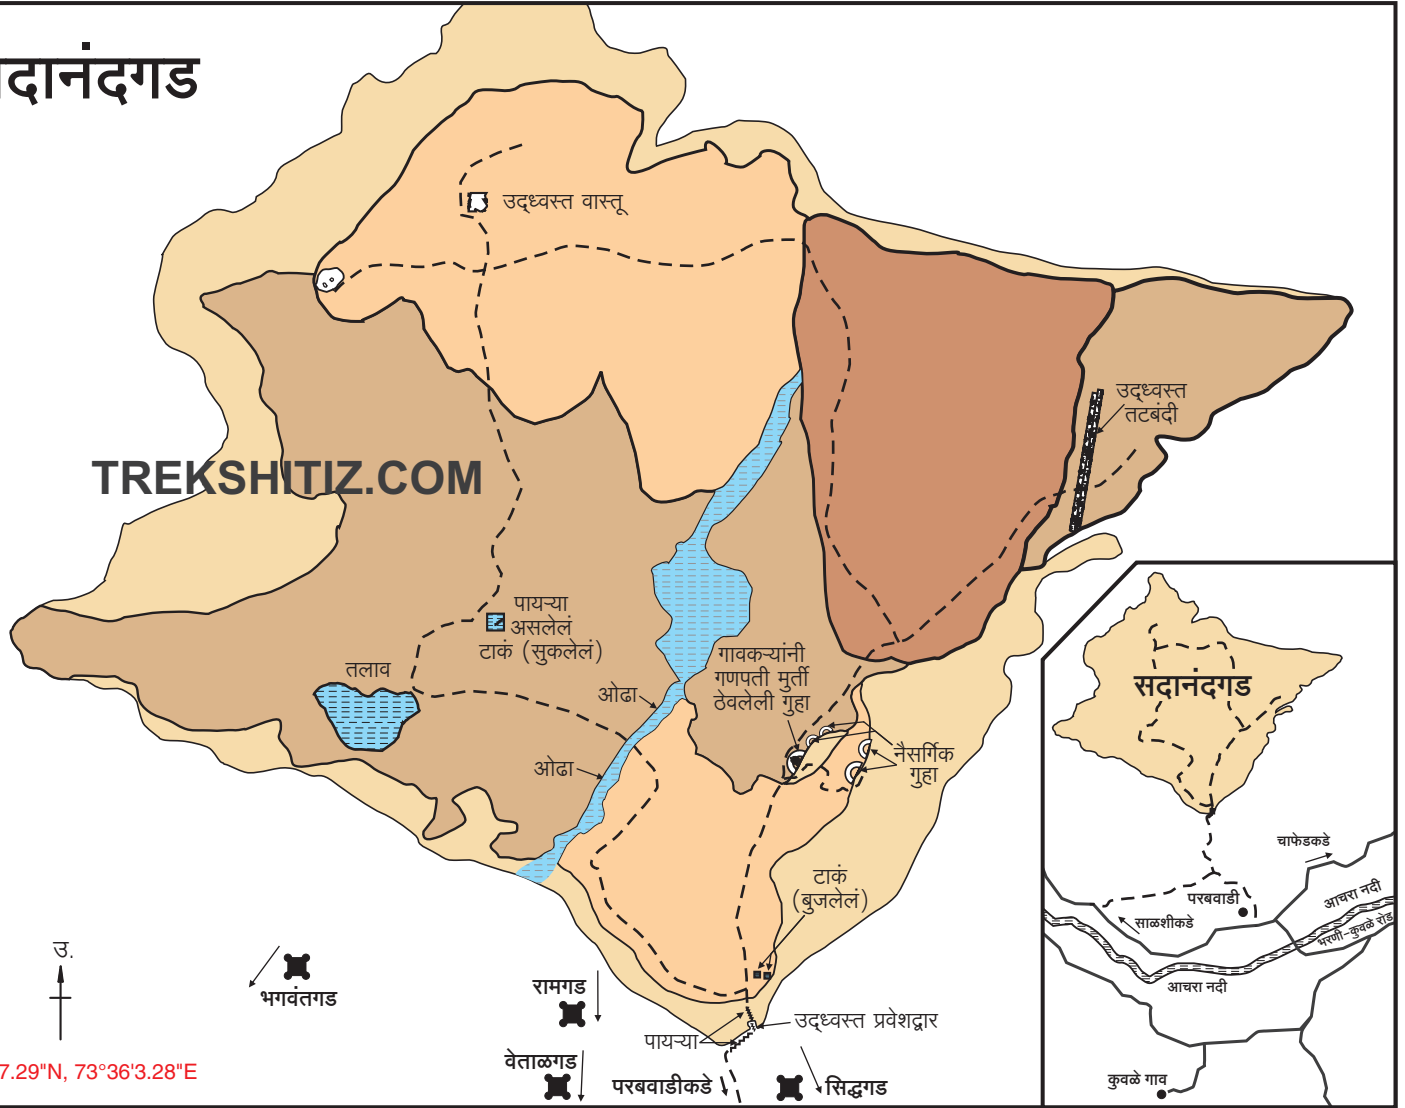 दानंदगड
उद्ध्वस्त वास्तू
उद्ध्वस्त
तटबंदी
TREKSHITIZ.COM
पायऱ्या
असलेलं
टाकं (सुकलेलं)
तलाव
ओढा
ओढा
गावकऱ्यांनी
गणपती मुर्ती
ठेवलेली गुहा
नैसर्गिक
गुहा
टाकं
(बुजलेलं)
उद्ध्वस्त प्रवेशद्वार
पायऱ्या
परबवाडीकडे
उ.
भगवंतगड
रामगड
वेताळगड
सिद्धगड
7.29"N, 73°36'3.28"E
सदानंदगड
चाफेडकडे
परबवाडी
आचरा नदी
साळशीकडे
भरणी-कुवळे रोड
आचरा नदी
कुवळे गाव